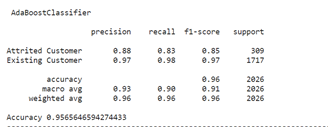 AdaBoostClassifier
precision recall f1-score support
Attrited Customer 0.88 0.83 0.85 309
Existing Customer 0.97 0.98 0.97 1717
accuracy 0.96 2026
macro avg 0.93 0.90 0.91 2026
weighted avg 0.96 0.96 0.96 2026
Accuracy 0.9565646594274433